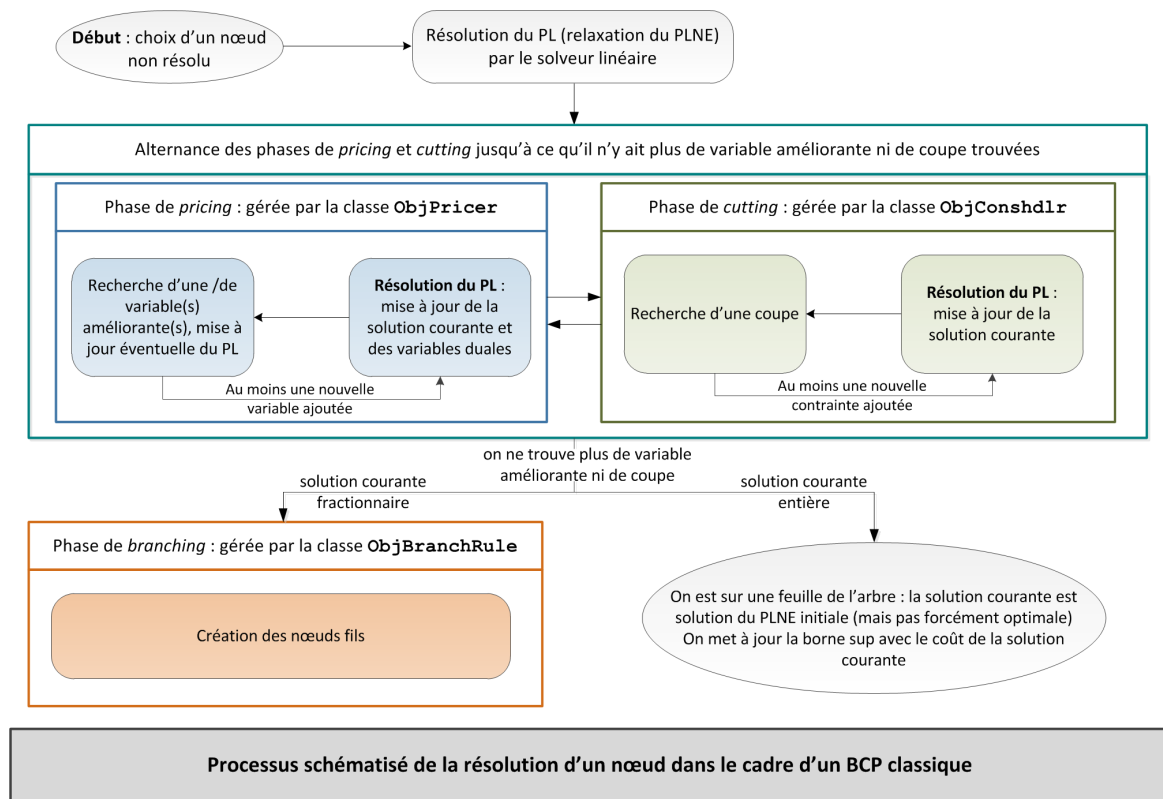 Début : choix d'un nœud
non résolu
Résolution du PL (relaxation du PLNE)
par le solveur linéaire
Alternance des phases de pricing et cutting jusqu'à ce qu'il n'y ait plus de variable améliorante ni de coupe trouvées
Phase de pricing : gérée par la classe ObjPricer
Recherche d'une /de
variable(s)
améliorante(s), mise à
jour éventuelle du PL
Résolution du PL :
mise à jour de la
solution courante et
des variables duales
Au moins une nouvelle
variable ajoutée
Phase de cutting : gérée par la classe ObjConshdlr
Recherche d'une coupe
Résolution du PL :
mise à jour de la
solution courante
Au moins une nouvelle
contrainte ajoutée
on ne trouve plus de variable
améliorante ni de coupe
solution courante
fractionnaire
solution courante
entière
Phase de branching : gérée par la classe ObjBranchRule
Création des nœuds fils
On est sur une feuille de l'arbre : la solution courante est
solution du PLNE initiale (mais pas forcément optimale)
On met à jour la borne sup avec le coût de la solution
courante
Processus schématisé de la résolution d'un nœud dans le cadre d'un BCP classique